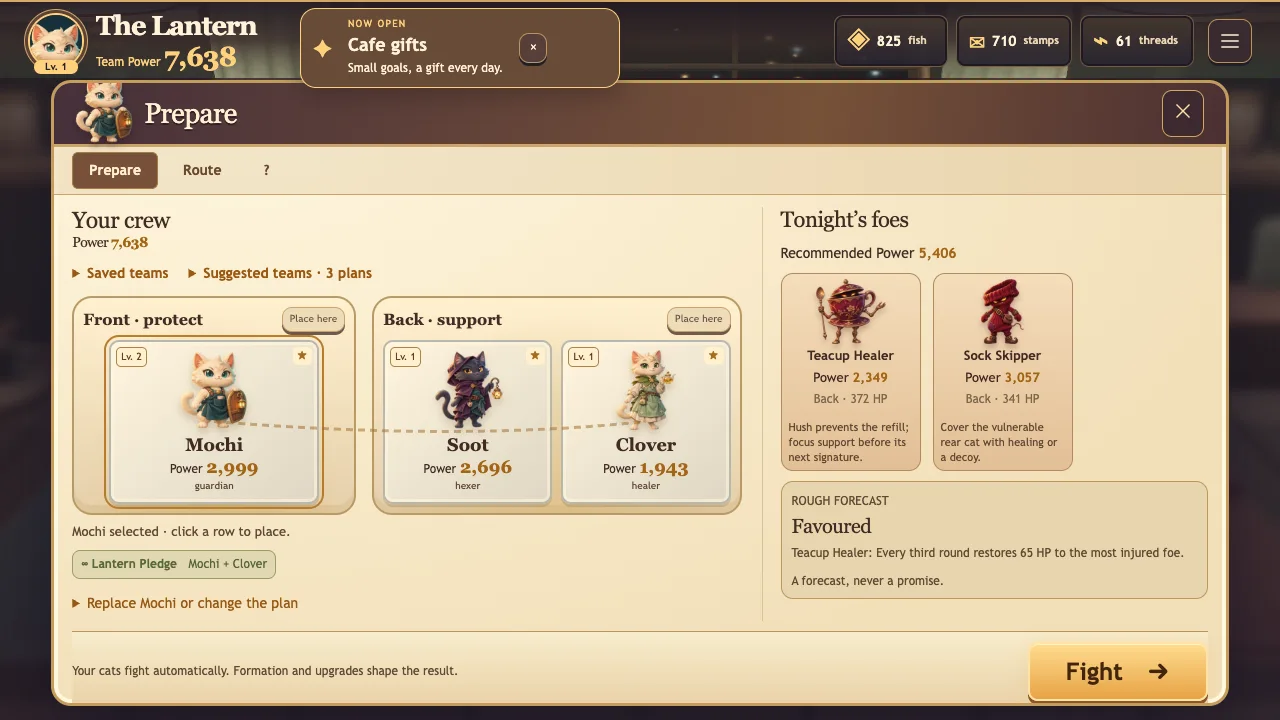 The Lantern
Team Power 7,638
Lv. 1
NOW OPEN
Cafe gifts
Small goals, a gift every day.
×
825 fish
710 stamps
61 threads
Prepare
Prepare Route ?
Your crew
Power 7,638
Saved teams Suggested teams · 3 plans
Front · protect Place here
Lv. 2
Mochi
Power 2,999
guardian
Back · support Place here
Lv. 1
Soot
Power 2,696
hexer
Lv. 1
Clover
Power 1,943
healer
Mochi selected · click a row to place.
∞ Lantern Pledge Mochi + Clover
Replace Mochi or change the plan
Tonight’s foes
Recommended Power 5,406
Teacup Healer
Power 2,349
Back · 372 HP
Hush prevents the refill;
focus support before its
next signature.
Sock Skipper
Power 3,057
Back · 341 HP
Cover the vulnerable
rear cat with healing or
a decoy.
ROUGH FORECAST
Favoured
Teacup Healer: Every third round restores 65 HP to the most injured foe.
A forecast, never a promise.
Your cats fight automatically. Formation and upgrades shape the result.
Fight →